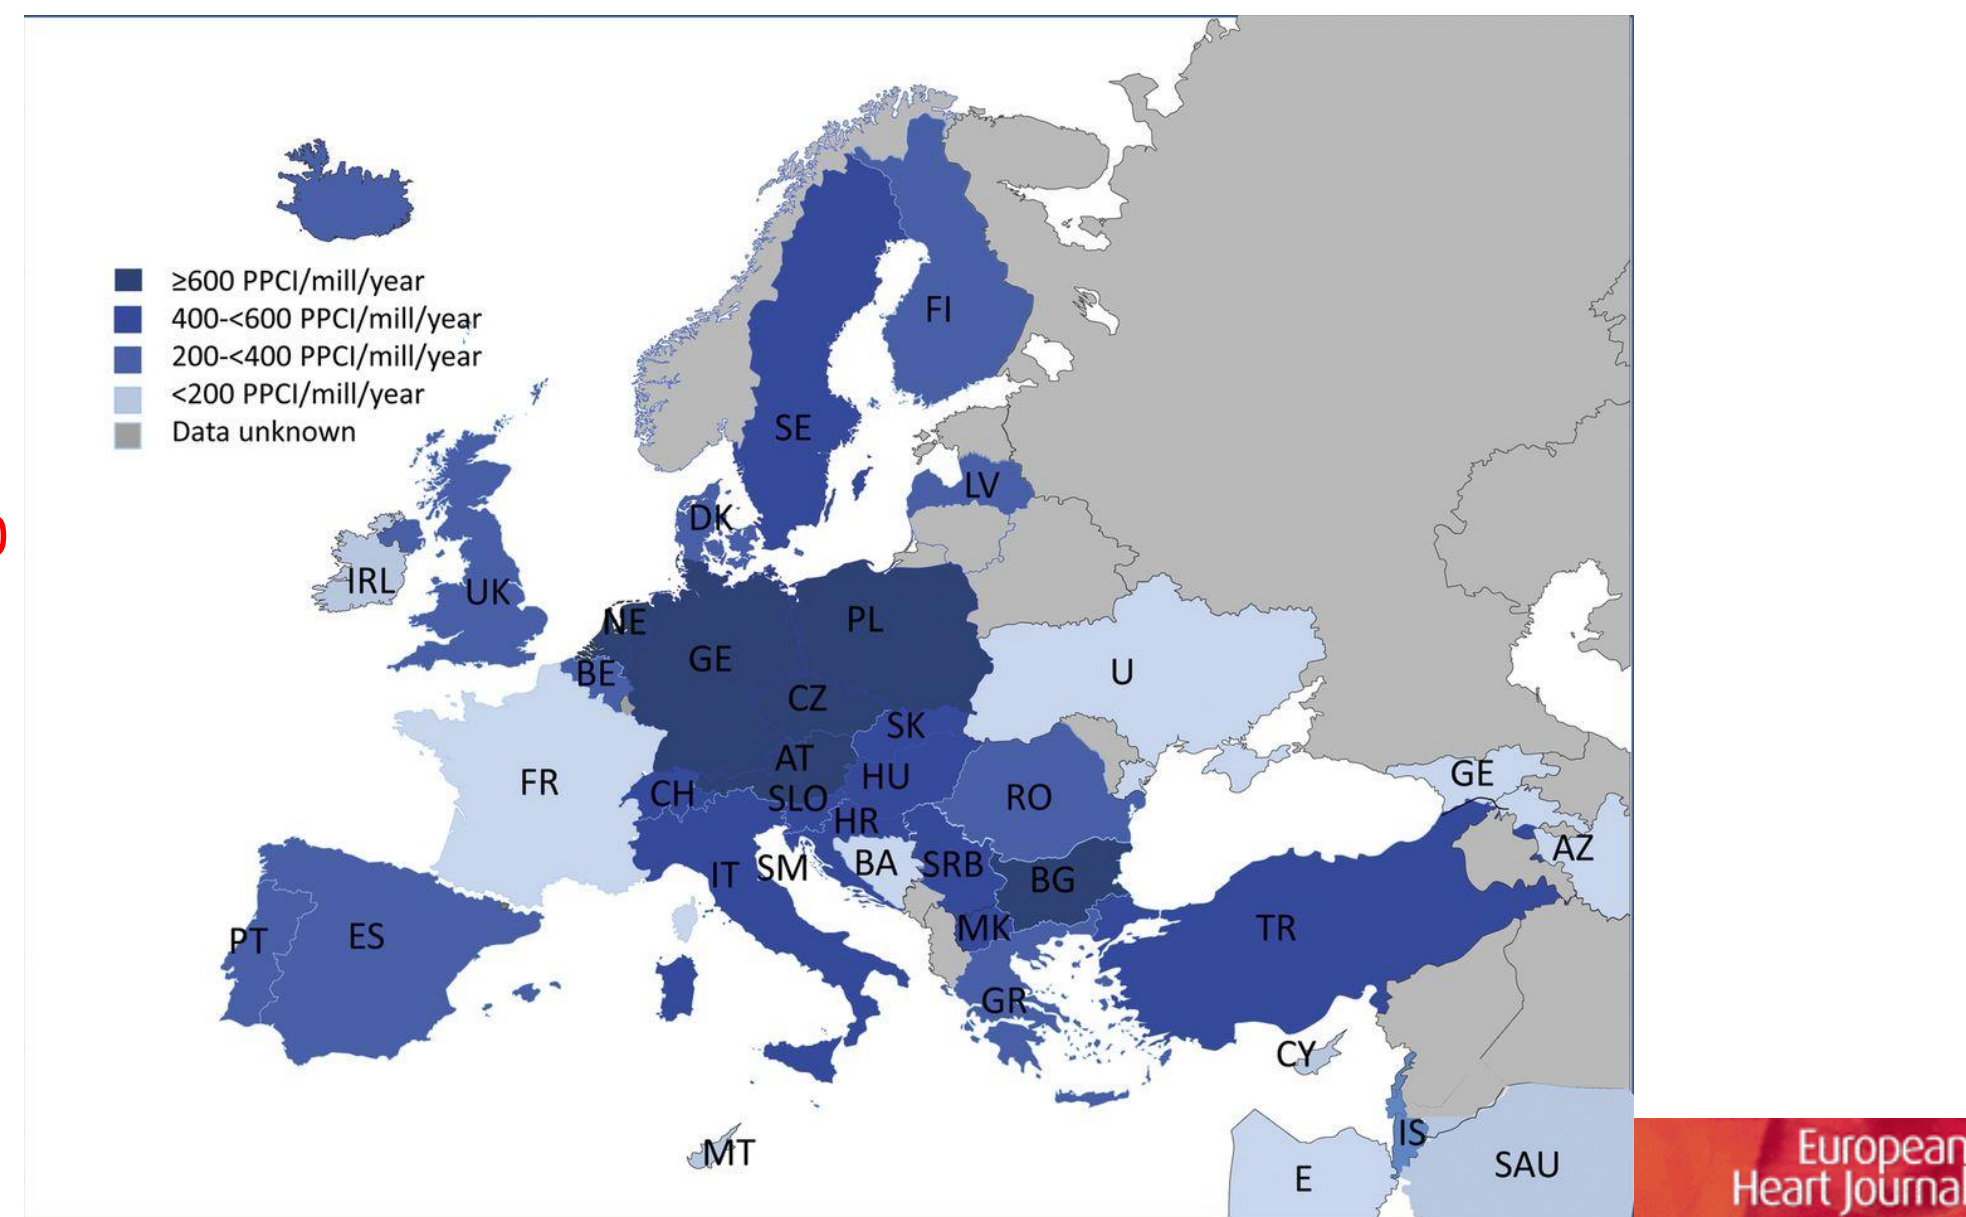 ≥600 PPCI/mill/year
400-<600 PPCI/mill/year
200-<400 PPCI/mill/year
<200 PPCI/mill/year
Data unknown
FI
SE
LV
DK
IRL
UK
NE
PL
GE
BE
U
CZ
SK
AT
HU
FR
CH
SLO
RO
GE
HR
AZ
IT
SM
BA
SRB
BG
PT
ES
MK
TR
GR
CY
MT
IS
E
SAU
European
Heart Journal